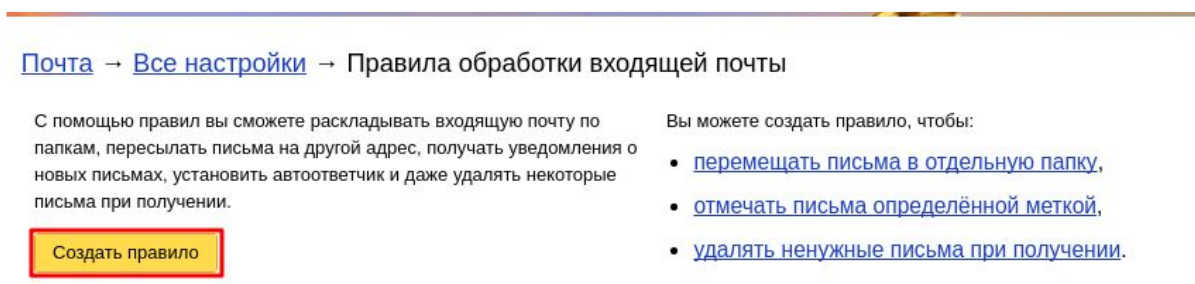 Почта → Все настройки → Правила обработки входящей почты
С помощью правил вы сможете раскладывать входящую почту по
папкам, пересылать письма на другой адрес, получать уведомления о
новых письмах, установить автоответчик и даже удалять некоторые
письма при получении.
Создать правило
Вы можете создать правило, чтобы:
• перемещать письма в отдельную папку,
• отмечать письма определённой меткой,
• удалять ненужные письма при получении.